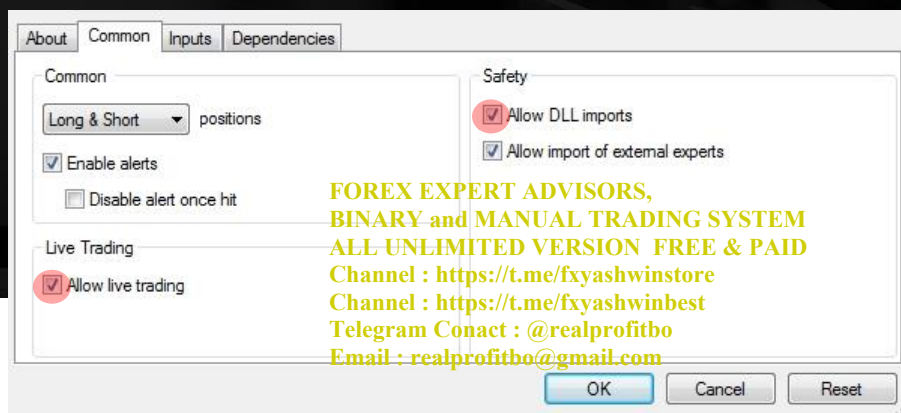 About Common Inputs Dependencies
Common
Long & Short positions
Enable alerts
Disable alert once hit
Live Trading
Allow live trading
Safety
Allow DLL imports
Allow import of external experts
FOREX EXPERT ADVISORS,
BINARY and MANUAL TRADING SYSTEM
ALL UNLIMITED VERSION FREE & PAID
Channel : https://t.me/fxyashwinstore
Channel : https://t.me/fxyashwinbest
Telegram Conact : @realprofitbo
Email : realprofitbo@gmail.com
OK Cancel Reset